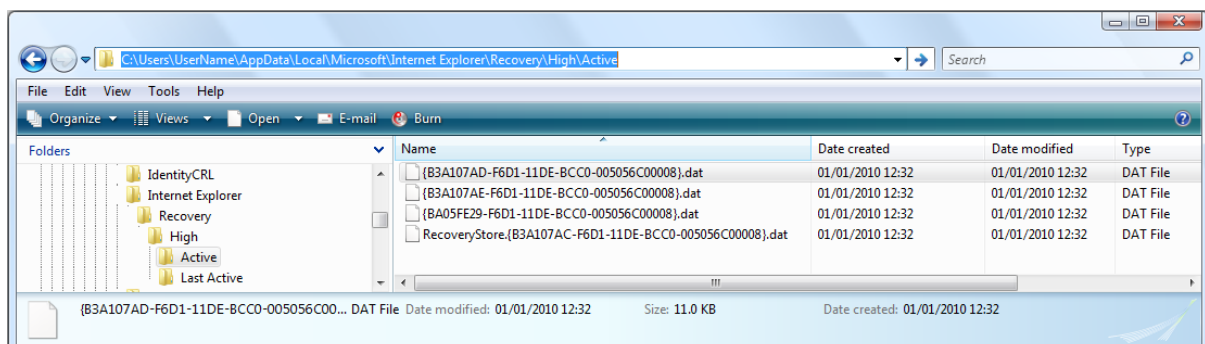 C:\Users\UserName\AppData\Local\Microsoft\Internet Explorer\Recovery\High\Active Search
File Edit View Tools Help
Organize Views Open E-mail Burn
Folders Name Date created Date modified Type
IdentityCRL {B3A107AD-F6D1-11DE-BCC0-005056C00008}.dat 01/01/2010 12:32 01/01/2010 12:32 DAT File
Internet Explorer {B3A107AE-F6D1-11DE-BCC0-005056C00008}.dat 01/01/2010 12:32 01/01/2010 12:32 DAT File
Recovery {BA05FE29-F6D1-11DE-BCC0-005056C00008}.dat 01/01/2010 12:32 01/01/2010 12:32 DAT File
High RecoveryStore.{B3A107AC-F6D1-11DE-BCC0-005056C00008}.dat 01/01/2010 12:32 01/01/2010 12:32 DAT File
Active
Last Active
{B3A107AD-F6D1-11DE-BCC0-005056C00... DAT File Date modified: 01/01/2010 12:32 Size: 11.0 KB Date created: 01/01/2010 12:32